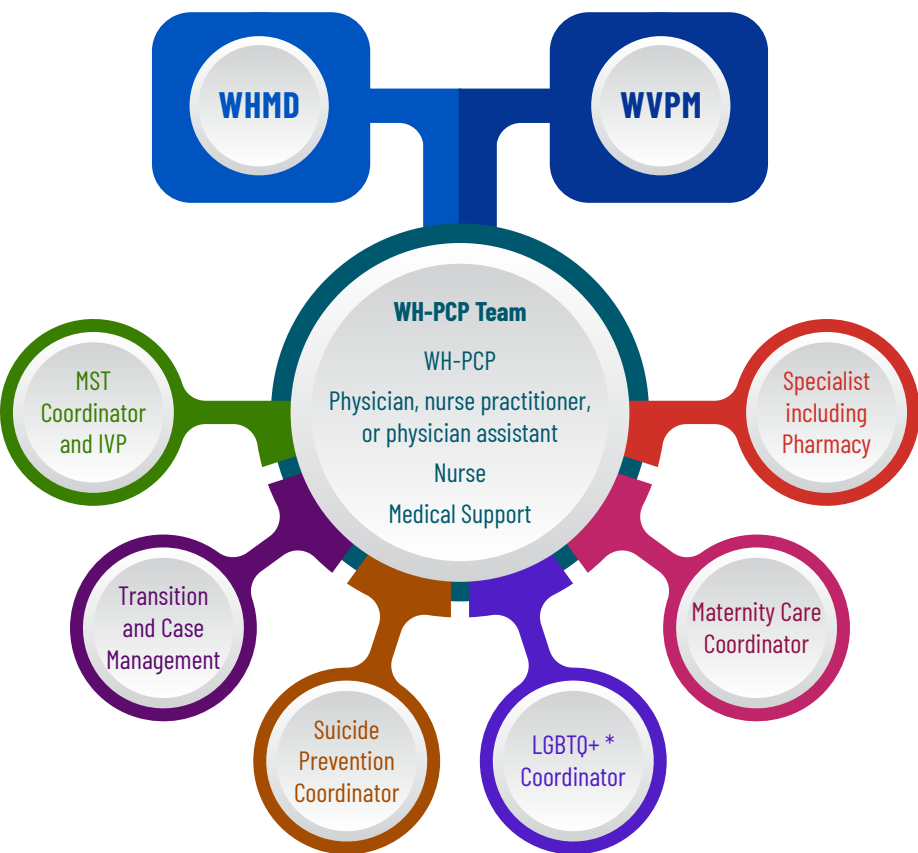 WHMD
WVPM
WH-PCP Team
WH-PCP
Physician, nurse practitioner,
or physician assistant
Nurse
Medical Support
MST
Coordinator
and IVP
Specialist
including
Pharmacy
Transition
and Case
Management
Maternity Care
Coordinator
Suicide
Prevention
Coordinator
LGBTQ+ *
Coordinator